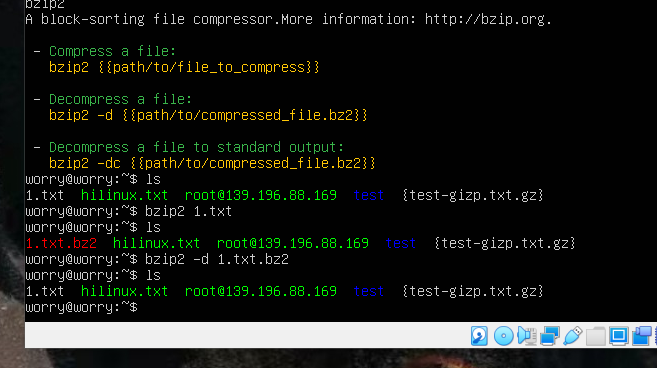 bzip2
A block-sorting file compressor.More information: http://bzip.org.
- Compress a file:
bzip2 {{path/to/file_to_compress}}
- Decompress a file:
bzip2 -d {{path/to/compressed_file.bz2}}
- Decompress a file to standard output:
bzip2 -dc {{path/to/compressed_file.bz2}}
worry@worry:~$ ls
1.txt hilinux.txt root@139.196.88.169 test {test-gizp.txt.gz}
worry@worry:~$ bzip2 1.txt
worry@worry:~$ ls
1.txt.bz2 hilinux.txt root@139.196.88.169 test {test-gizp.txt.gz}
worry@worry:~$ bzip2 -d 1.txt.bz2
worry@worry:~$ ls
1.txt hilinux.txt root@139.196.88.169 test {test-gizp.txt.gz}
worry@worry:~$